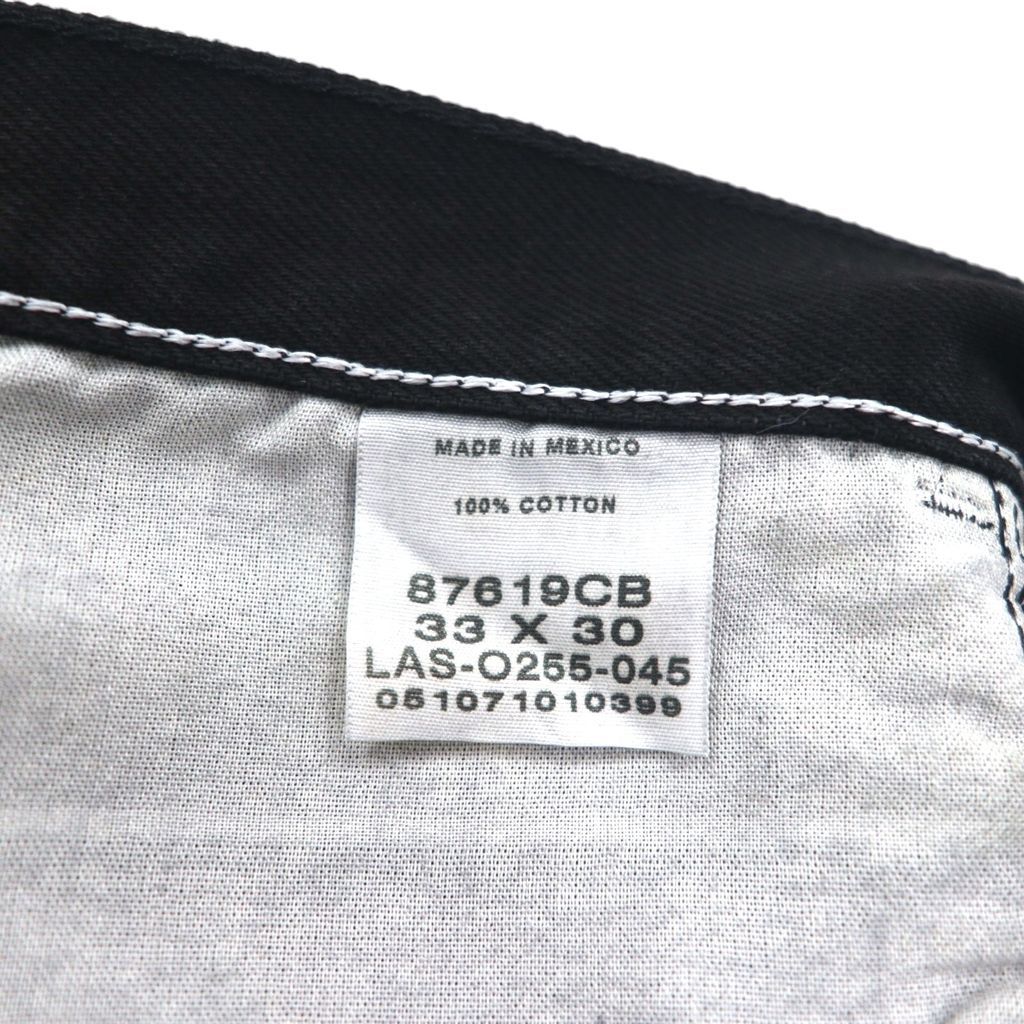 MADE IN MEXICO
100% COTTON
87619CB
33 X 30
LAS-O255-045
051071010399